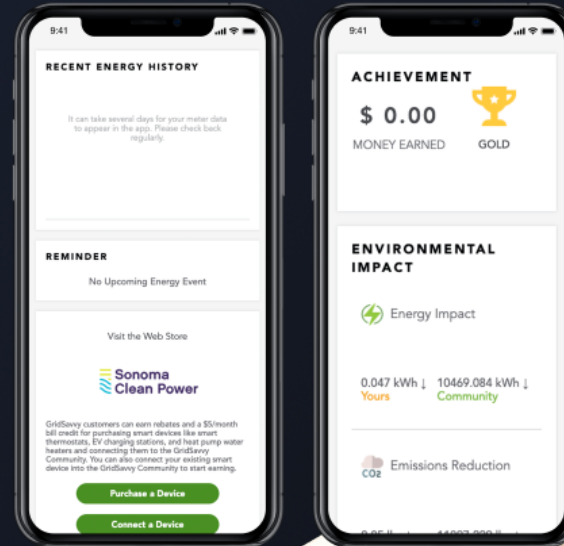 9:41
RECENT ENERGY HISTORY
It can take several days for your meter data
to appear in the app. Please check back
regularly.
REMINDER
No Upcoming Energy Event
Visit the Web Store
Sonoma
Clean Power
GridSavvy customers can earn rebates and a $5/month
bill credit for purchasing smart devices like smart
thermostats, EV charging stations, and heat pump water
heaters and connecting them to the GridSavvy
Community. You can also connect your existing smart
device into the GridSavvy Community to start earning.
Purchase a Device
Connect a Device
9:41
ACHIEVEMENT
$ 0.00
MONEY EARNED
GOLD
ENVIRONMENTAL
IMPACT
Energy Impact
0.047 kWh ↓ 10469.084 kWh ↓
Yours Community
CO2
Emissions Reduction